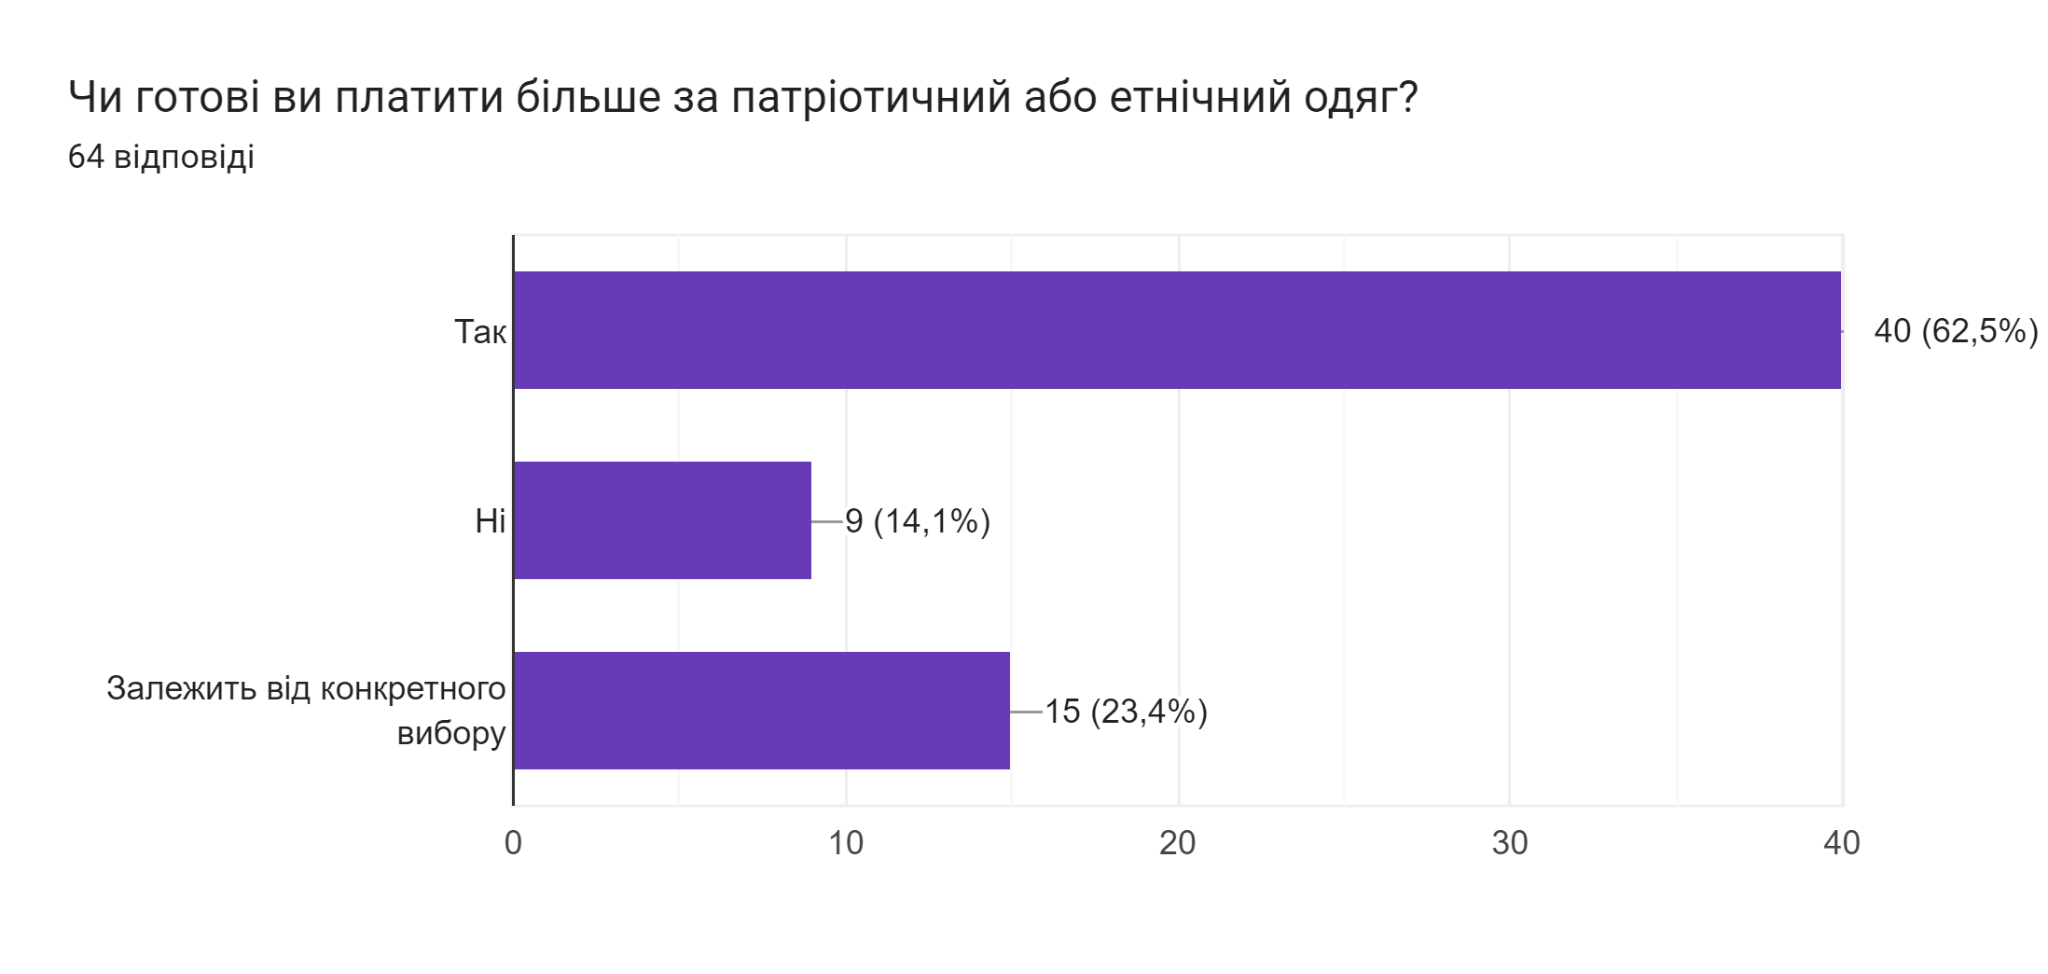 Чи готові ви платити більше за патріотичний або етнічний одяг?
64 відповіді
Так
40 (62,5%)
Ні
9 (14,1%)
Залежить від конкретного
вибору
15 (23,4%)
0
10
20
30
40